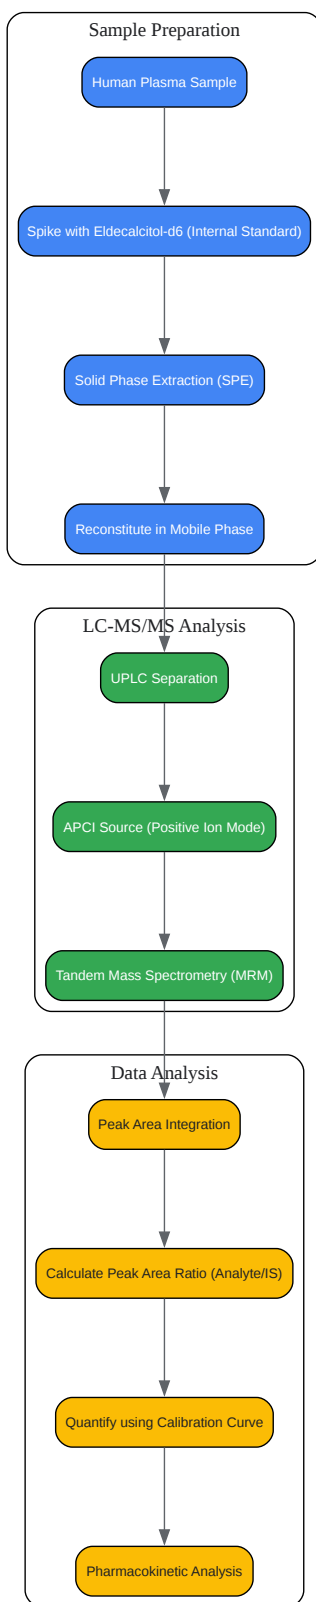 Sample Preparation
Human Plasma Sample
Spike with Eldecalcitol-d6 (Internal Standard)
Solid Phase Extraction (SPE)
Reconstitute in Mobile Phase
LC-MS/MS Analysis
UPLC Separation
APCI Source (Positive Ion Mode)
Tandem Mass Spectrometry (MRM)
Data Analysis
Peak Area Integration
Calculate Peak Area Ratio (Analyte/IS)
Quantify using Calibration Curve
Pharmacokinetic Analysis